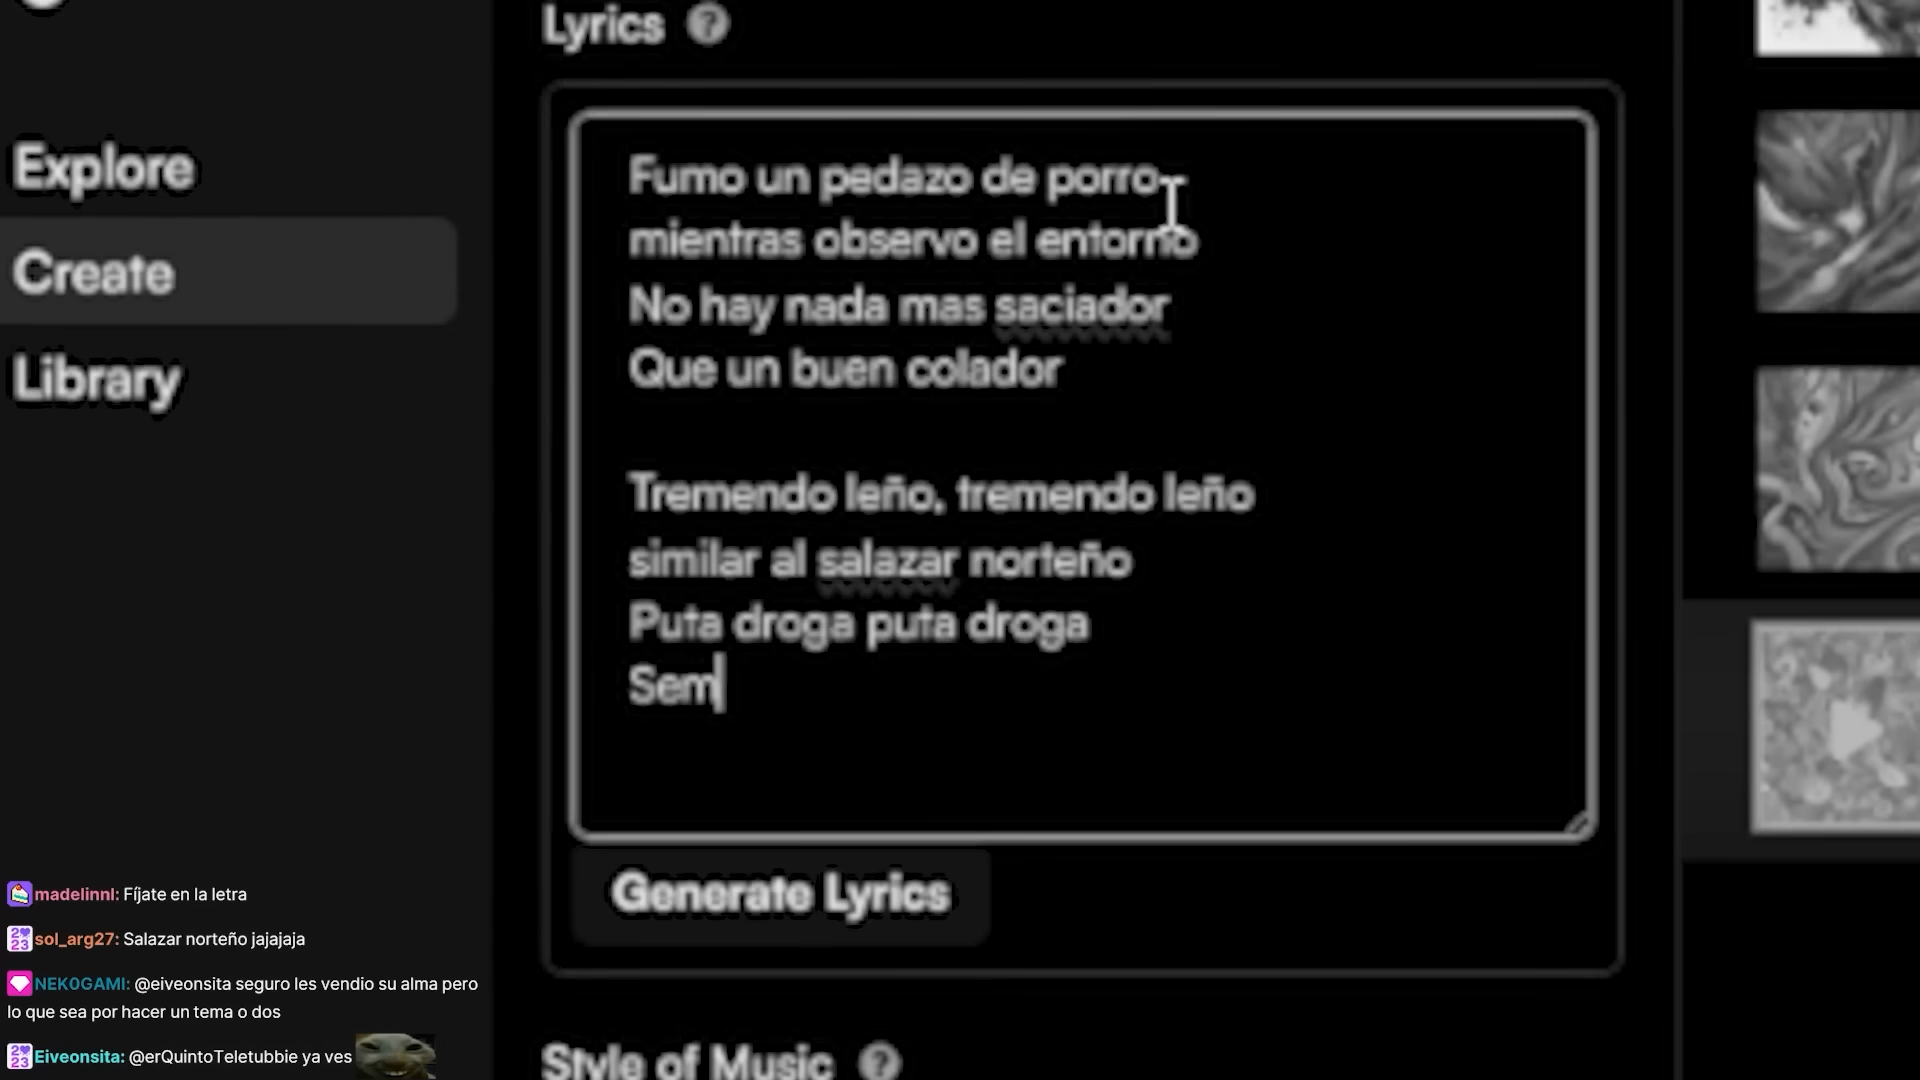 Lyrics
Explore
Create
Library
Fumo un pedazo de porro
mientras observo el entorno
No hay nada mas saciador
Que un buen colador
Tremendo leño, tremendo leño
similar al salazar norteño
Puta droga puta droga
Sem
Generate Lyrics
Style of Music
madelinnl: Fíjate en la letra
sol_arg27: Salazar norteño jajajaja
NEK0GAMI: @eiveonsita seguro les vendio su alma pero
lo que sea por hacer un tema o dos
Eiveonsita: @erQuintoTeletubbie ya ves